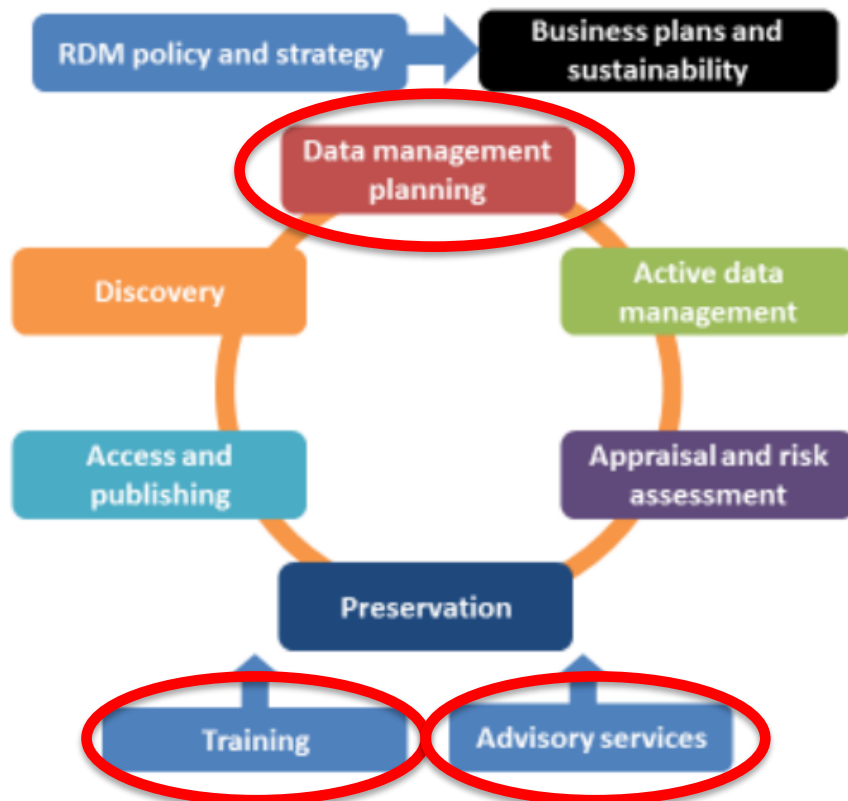 RDM policy and strategy
Business plans and
sustainability
Data management
planning
Discovery
Active data
management
Access and
publishing
Appraisal and risk
assessment
Preservation
Training
Advisory services